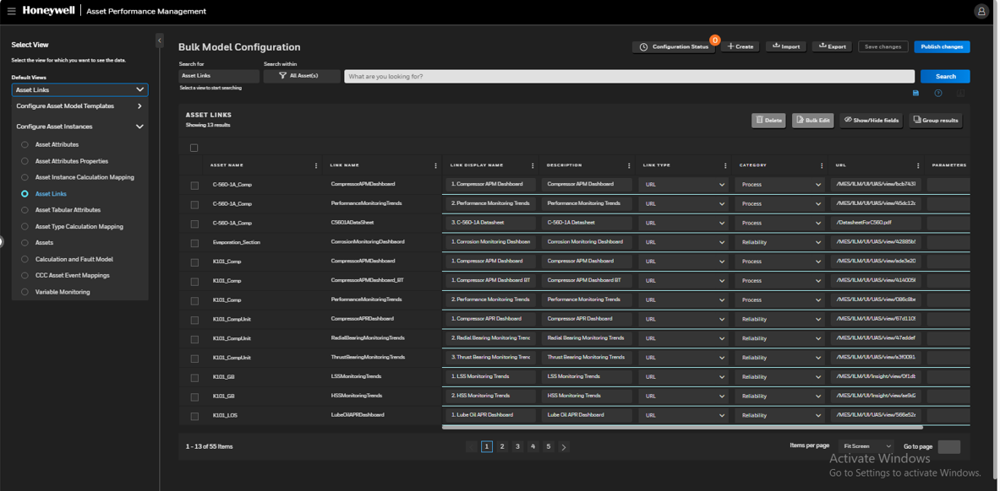 Honeywell | Asset Performance Management
Select View
Select the view for which you want to see the data.
Default Views
Asset Links
Configure Asset Model Templates
Configure Asset Instances
Asset Attributes
Asset Attributes Properties
Asset Instance Calculation Mapping
Asset Links
Asset Tabular Attributes
Asset Type Calculation Mapping
Assets
Calculation and Fault Model
CCC Asset Event Mappings
Variable Monitoring
Bulk Model Configuration
Configuration Status 0 Create Import Export Save changes Publish changes
Search for Search within
Asset Links All Asset(s) What are you looking for? Search
Select a view to start searching
ASSET LINKS
Showing 13 results
Delete Bulk Edit Show/Hide fields Group results
ASSET NAME LINK NAME LINK DISPLAY NAME DESCRIPTION LINK TYPE CATEGORY URL PARAMETERS
C-560-1A_Comp CompressorAPMDashboard 1. Compressor APM Dashboard Compressor APM Dashboard URL Process /MES/ILM/UI/UAS/view/bcb7437
C-560-1A_Comp PerformanceMonitoringTrends 2. Performance Monitoring Trends Performance Monitoring Trends URL Process /MES/ILM/UI/UAS/view/45dc12c
C-560-1A_Comp C5601ADataSheet 3. C-560-1A Datasheet C-560-1A Datasheet URL Process /DatasheetForC560.pdf
Evaporation_Section CorrosionMonitoringDashbaord 1. Corrosion Monitoring Dashboar Corrosion Monitoring Dashboard URL Reliability /MES/ILM/UI/UAS/view/42885b5
K101_Comp CompressorAPMDashboard 1. Compressor APM Dashboard Compressor APM Dashboard URL Process /MES/ILM/UI/UAS/view/ada3a20
K101_Comp CompressorAPMDashboard_BT 1. Compressor APM Dashboard BT Compressor APM Dashboard BT URL Process /MES/ILM/UI/UAS/view/414005f
K101_Comp PerformanceMonitoringTrends 2. Performance Monitoring Trends Performance Monitoring Trends URL Process /MES/ILM/UI/UAS/view/086c8be
K101_CompUnit CompressorAPRDashboard 1. Compressor APR Dashboard Compressor APR Dashboard URL Reliability /MES/ILM/UI/UAS/view/67d1105
K101_CompUnit RadialBearingMonitoringTrends 2. Radial Bearing Monitoring Trenc Radial Bearing Monitoring Trends URL Reliability /MES/ILM/UI/UAS/view/47eddef
K101_CompUnit ThrustBearingMonitoringTrends 3. Thrust Bearing Monitoring Trenc Thrust Bearing Monitoring Trends URL Reliability /MES/ILM/UI/UAS/view/a3f0091
K101_GB LSSMonitoringTrends 1. LSS Monitoring Trends LSS Monitoring Trends URL Reliability /MES/ILM/UI/Insight/view/0f1db
K101_GB HSSMonitoringTrends 2. HSS Monitoring Trends HSS Monitoring Trends URL Reliability /MES/ILM/UI/Insight/view/ae9d2
K101_LOS LubeOilAPRDashboard 1. Lube Oil APR Dashboard Lube Oil APR Dashboard URL Reliability /MES/ILM/UI/UAS/view/566e52c
1 - 13 of 55 Items 1 2 3 4 5 Items per page Fit Screen Go to page
Activate Windows
Go to Settings to activate Windows.